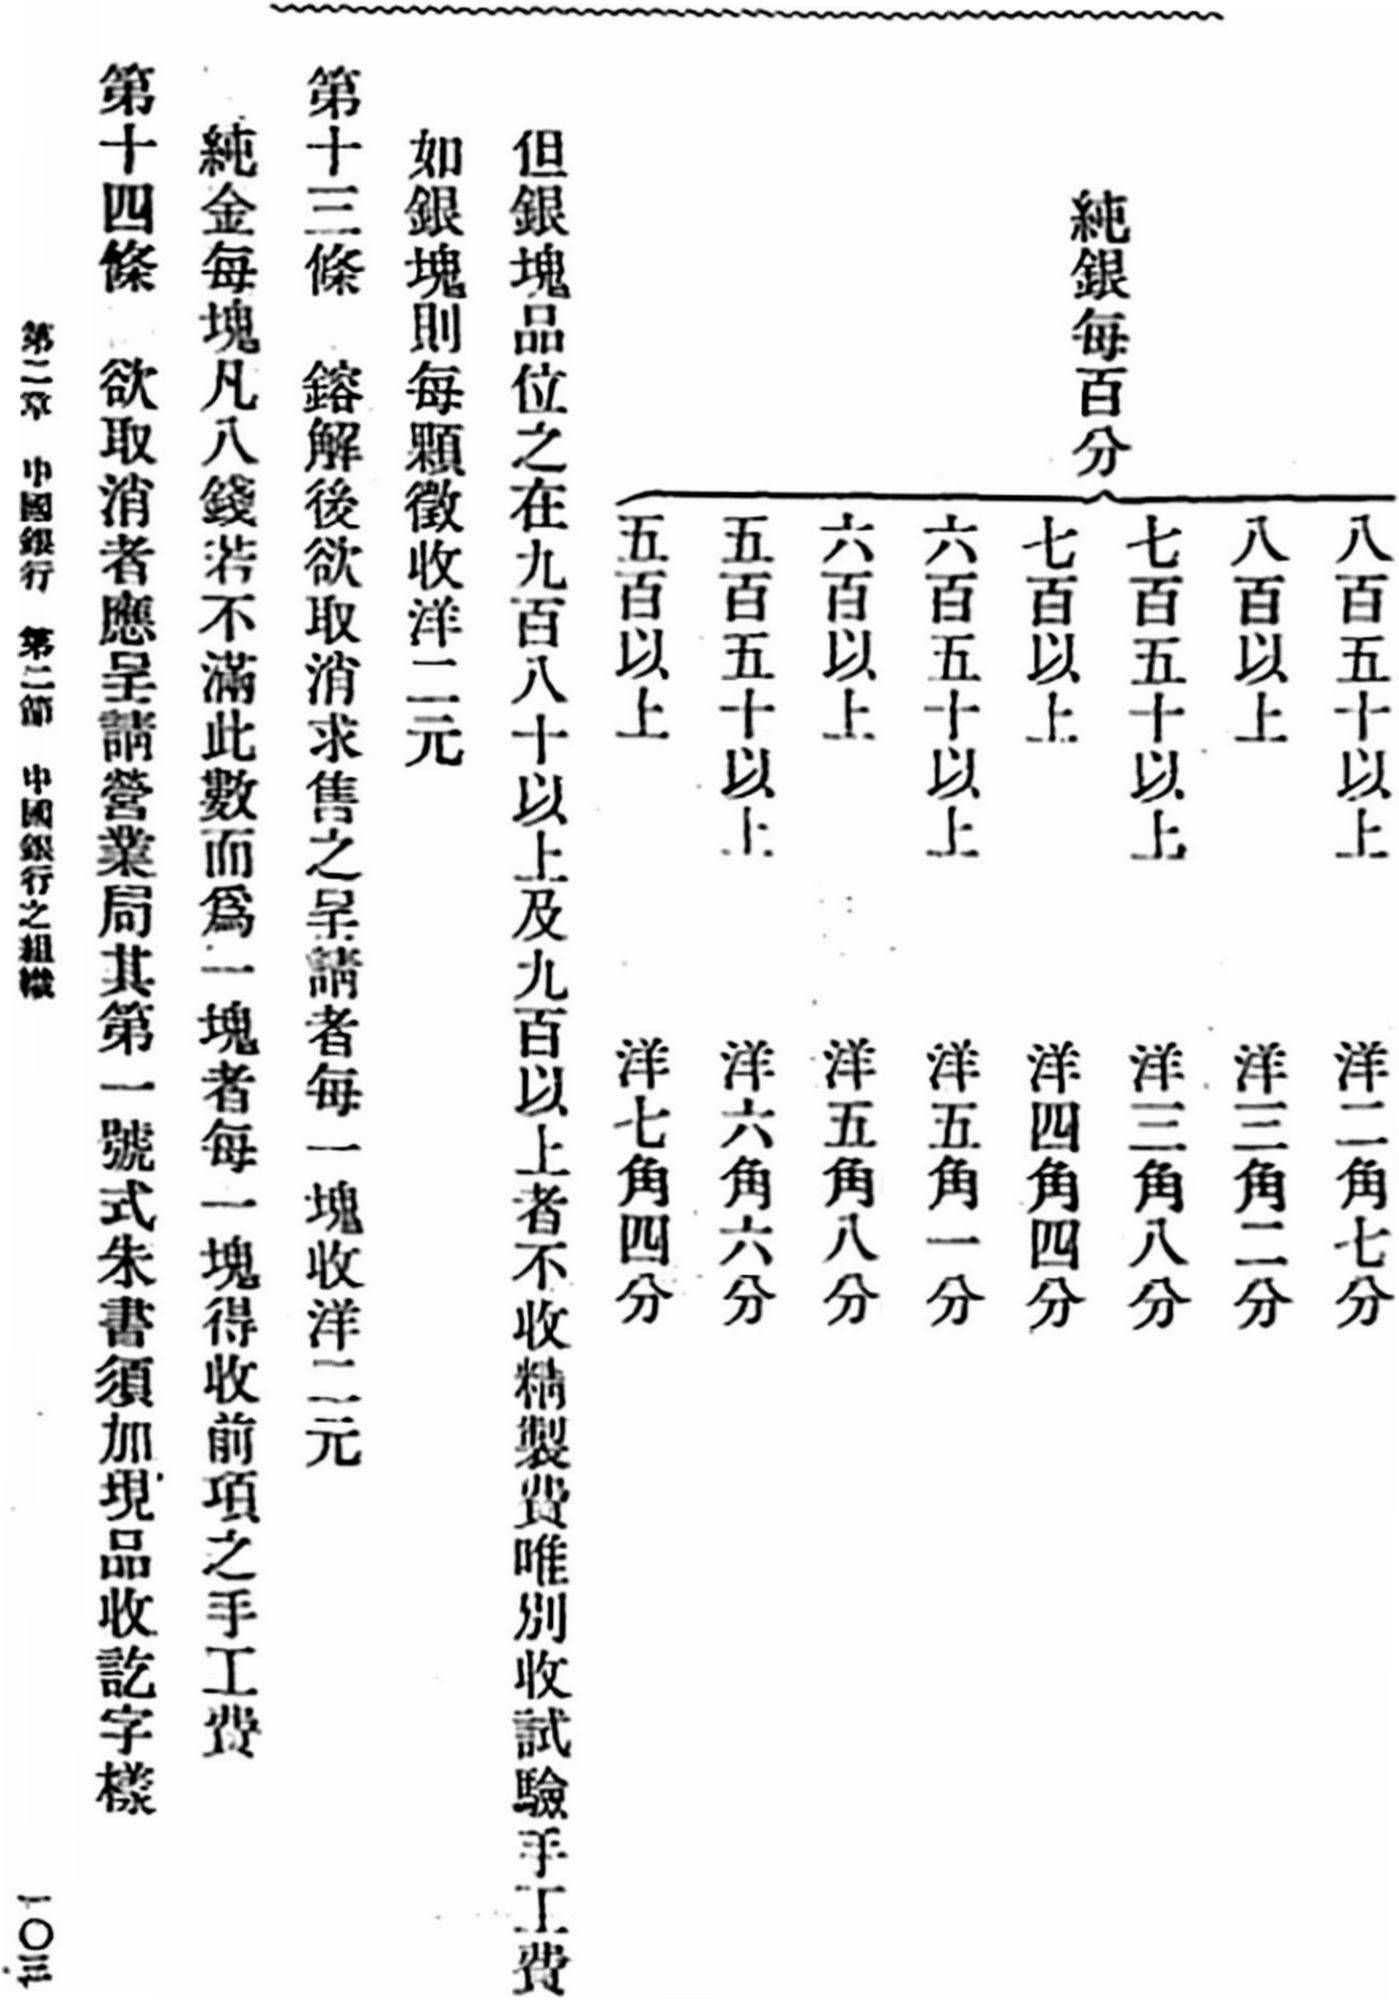 純銀每百分
八百五十以上　洋二角七分
八百以上　洋三角二分
七百五十以上　洋三角八分
七百以上　洋四角四分
六百五十以上　洋五角一分
六百以上　洋五角八分
五百五十以上　洋六角六分
五百以上　洋七角四分
但銀塊品位之在九百八十以上及九百以上者不收精製費唯別收試驗手工費
如銀塊則每顆徵收洋二元
第十三條　鎔解後欲取消求售之呈請者每一塊收洋二元
純金每塊凡八錢若不滿此數而爲一塊者每一塊得收前項之手工費
第十四條　欲取消者應呈請營業局其第一號式朱書須加現品收訖字樣
第二章　中國銀行　第二節　中國銀行之組織
一〇三